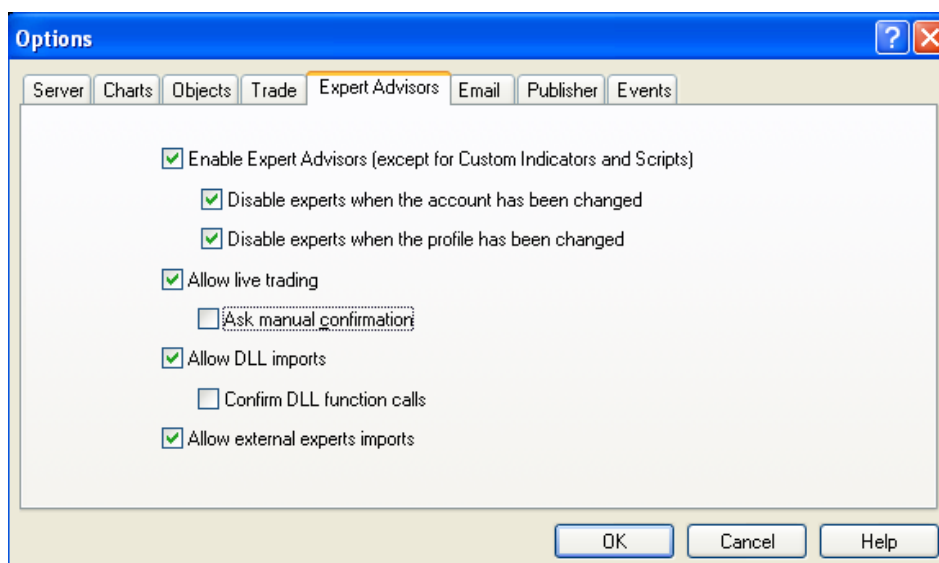 Options
Server Charts Objects Trade Expert Advisors Email Publisher Events
Enable Expert Advisors (except for Custom Indicators and Scripts)
Disable experts when the account has been changed
Disable experts when the profile has been changed
Allow live trading
Ask manual confirmation
Allow DLL imports
Confirm DLL function calls
Allow external experts imports
OK Cancel Help